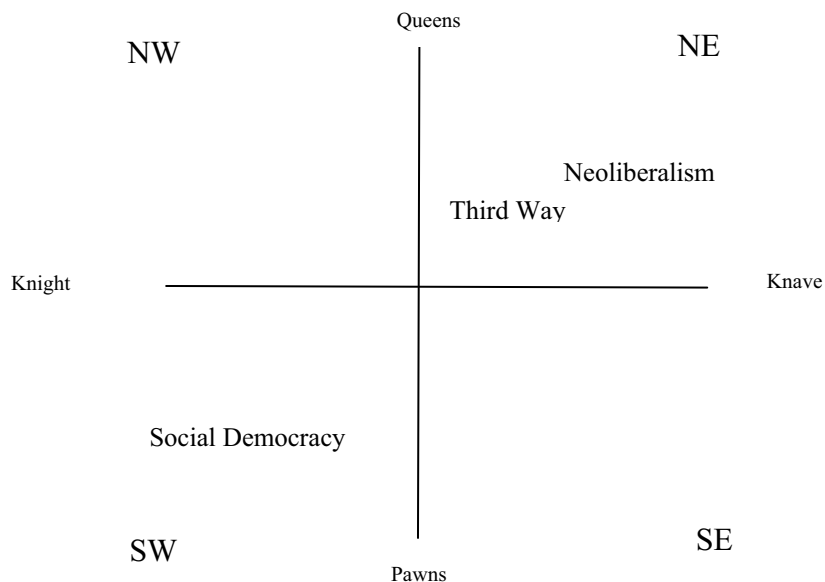 Queens
NW
NE
Neoliberalism
Third Way
Knight
Knave
Social Democracy
SW
SE
Pawns